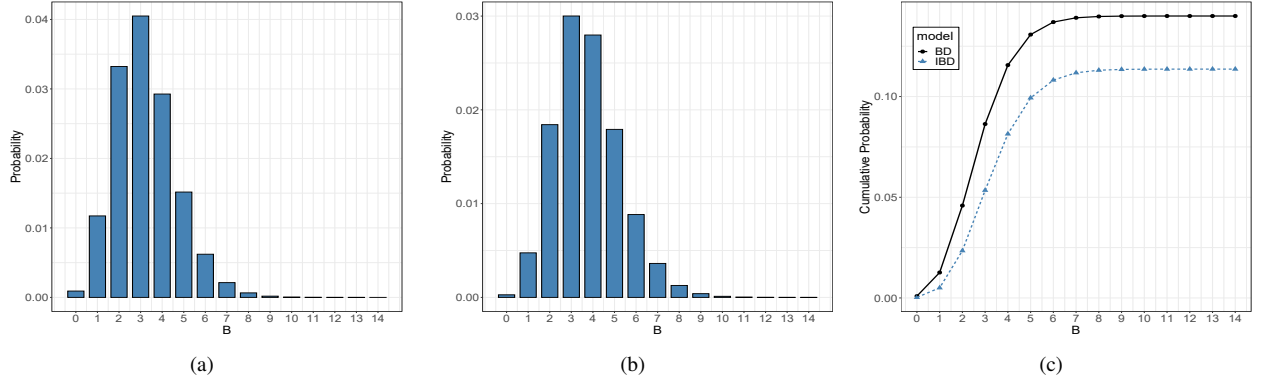 0.04
0.03
0.02
0.01
0.00
Probability
0 1 2 3 4 5 6 7 8 9 10 11 12 13 14
B
(a)
0.03
0.02
0.01
0.00
Probability
0 1 2 3 4 5 6 7 8 9 10 11 12 13 14
B
(b)
model
BD
IBD
0.10
0.05
0.00
Cumulative Probability
0 1 2 3 4 5 6 7 8 9 10 11 12 13 14
B
(c)